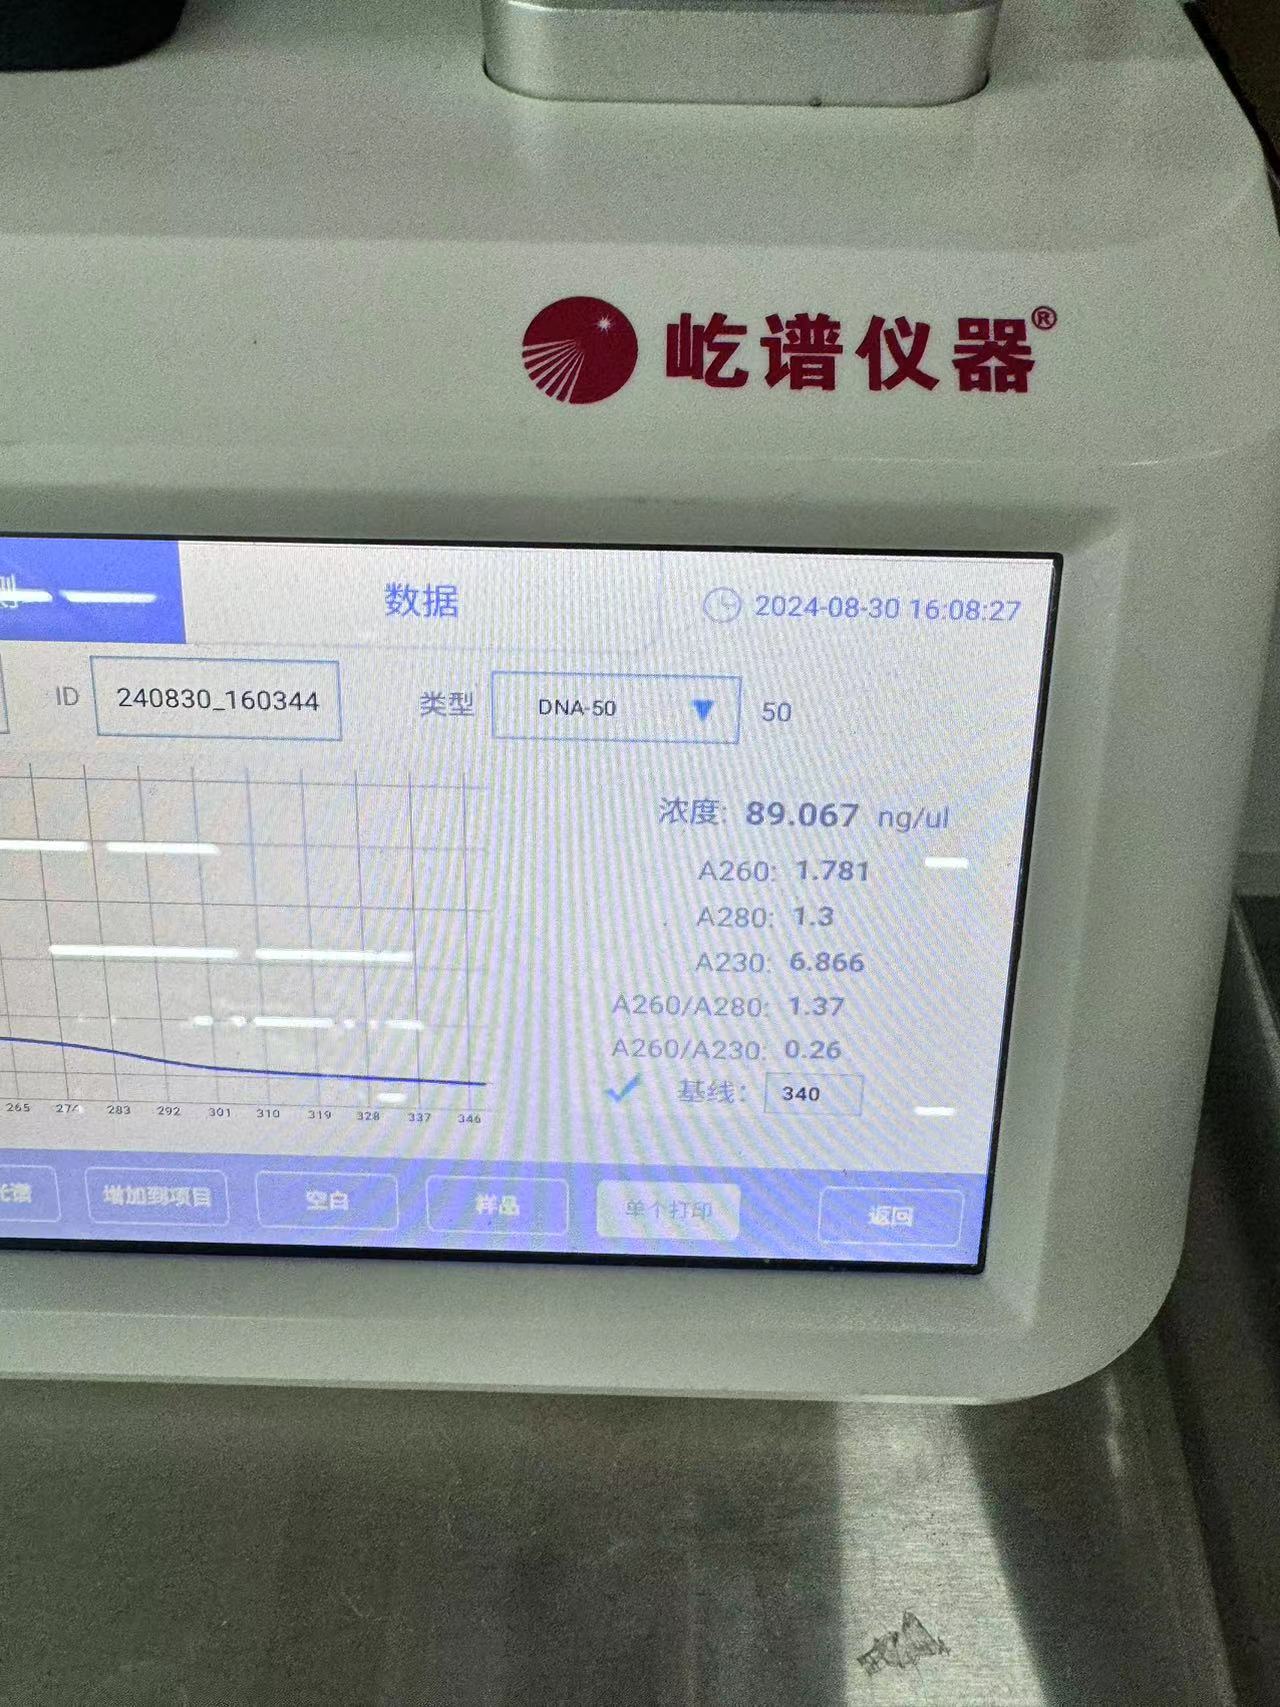 屹谱仪器®
数据
2024-08-30 16:08:27
ID 240830_160344 类型 DNA-50 50
浓度: 89.067 ng/ul
A260: 1.781
A280: 1.3
A230: 6.866
A260/A280: 1.37
A260/A230: 0.26
基线: 340
265 274 283 292 301 310 319 328 337 346
增加到项目 空白 样品 单个打印 返回